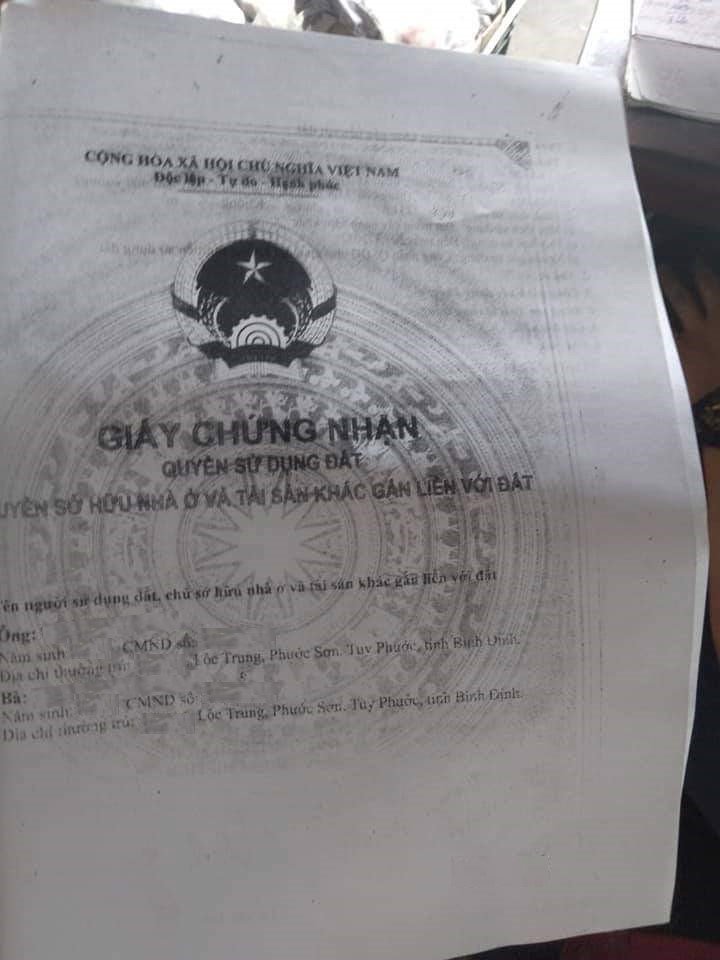 CỘNG HÒA XÃ HỘI CHỦ NGHĨA VIỆT NAM
Độc lập - Tự do - Hạnh phúc
GIẤY CHỨNG NHẬN
QUYỀN SỬ DỤNG ĐẤT
UYỀN SỞ HỮU NHÀ Ở VÀ TÀI SẢN KHÁC GẮN LIỀN VỚI ĐẤT
ên người sử dụng đất, chủ sở hữu nhà ở và tài sản khác gắn liền với đất
Ông:
Năm sinh: CMND số:
Địa chỉ thường trú: Lộc Trung, Phước Sơn, Tuy Phước, tỉnh Bình Định.
Bà:
Năm sinh: CMND số:
Địa chỉ thường trú: Lộc Trung, Phước Sơn, Tuy Phước, tỉnh Bình Định.